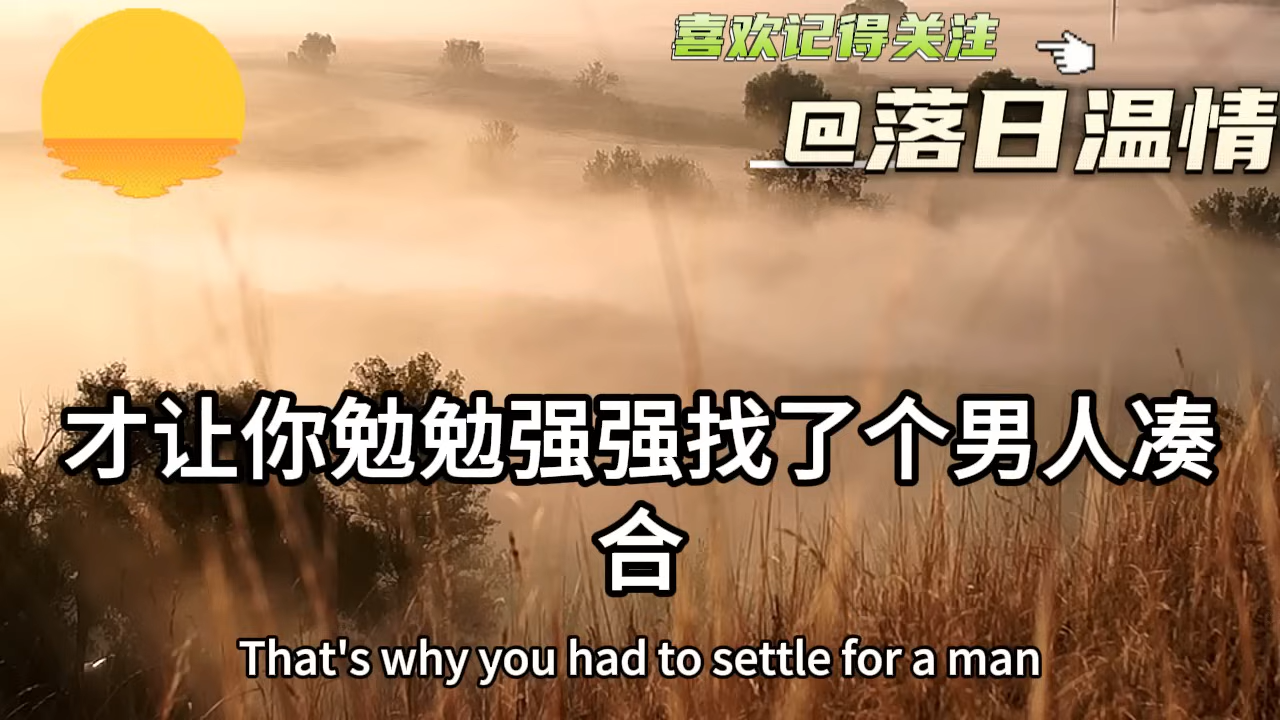 喜欢记得关注
@落日温情
才让你勉勉强强找了个男人凑
合
That's why you had to settle for a man